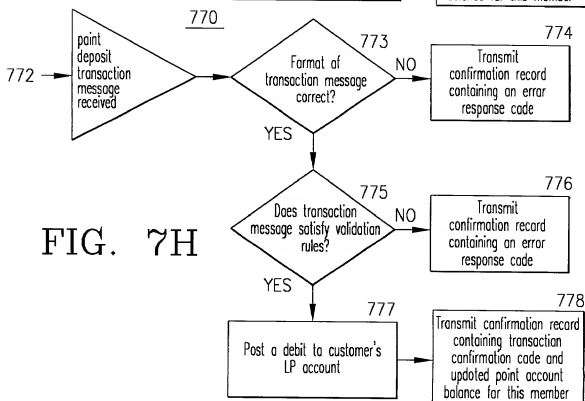 770
772
point
deposit
transaction
message
received
773
Format of
transaction message
correct?
NO
774
Transmit
confirmation record
containing an error
response code
YES
775
Does transaction
message satisfy validation
rules?
NO
776
Transmit
confirmation record
containing an error
response code
FIG. 7H
YES
777
Post a debit to customer's
LP account
778
Transmit confirmation record
containing transaction
confirmation code and
updated point account
balance for this member